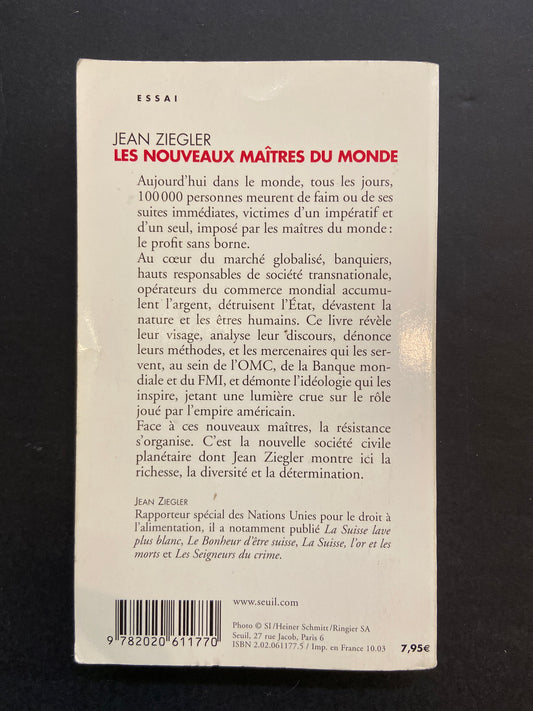 ESSAI
JEAN ZIEGLER
LES NOUVEAUX MAÎTRES DU MONDE
Aujourd'hui dans le monde, tous les jours,
100 000 personnes meurent de faim ou de ses
suites immédiates, victimes d'un impératif et
d'un seul, imposé par les maîtres du monde :
le profit sans borne.
Au cœur du marché globalisé, banquiers,
hauts responsables de société transnationale,
opérateurs du commerce mondial accumu-
lent l'argent, détruisent l'État, dévastent la
nature et les êtres humains. Ce livre révèle
leur visage, analyse leur discours, dénonce
leurs méthodes, et les mercenaires qui les ser-
vent, au sein de l'OMC, de la Banque mon-
diale et du FMI, et démonte l'idéologie qui les
inspire, jetant une lumière crue sur le rôle
joué par l'empire américain.
Face à ces nouveaux maîtres, la résistance
s'organise. C'est la nouvelle société civile
planétaire dont Jean Ziegler montre ici la
richesse, la diversité et la détermination.
JEAN ZIEGLER
Rapporteur spécial des Nations Unies pour le droit à
l'alimentation, il a notamment publié La Suisse lave
plus blanc, Le Bonheur d'être suisse, La Suisse, l'or et les
morts et Les Seigneurs du crime.
www.seuil.com
Photo © SI/Heiner Schmitt/Ringier SA
Seuil, 27 rue Jacob, Paris 6
ISBN 2.02.061177.5 / Imp. en France 10.03
7,95€
9 782020 611770